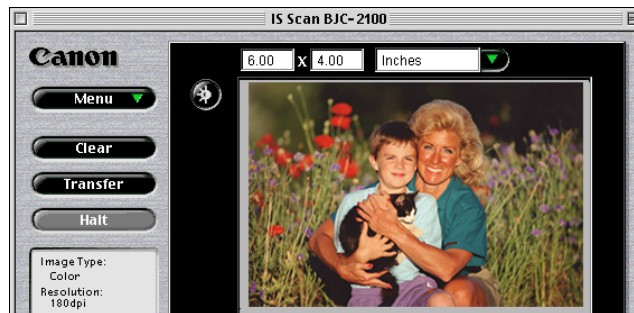 IS Scan BJC-2100
Canon
6.00 X 4.00 Inches
Menu
Clear
Transfer
Halt
Image Type:
Color
Resolution:
180dpi